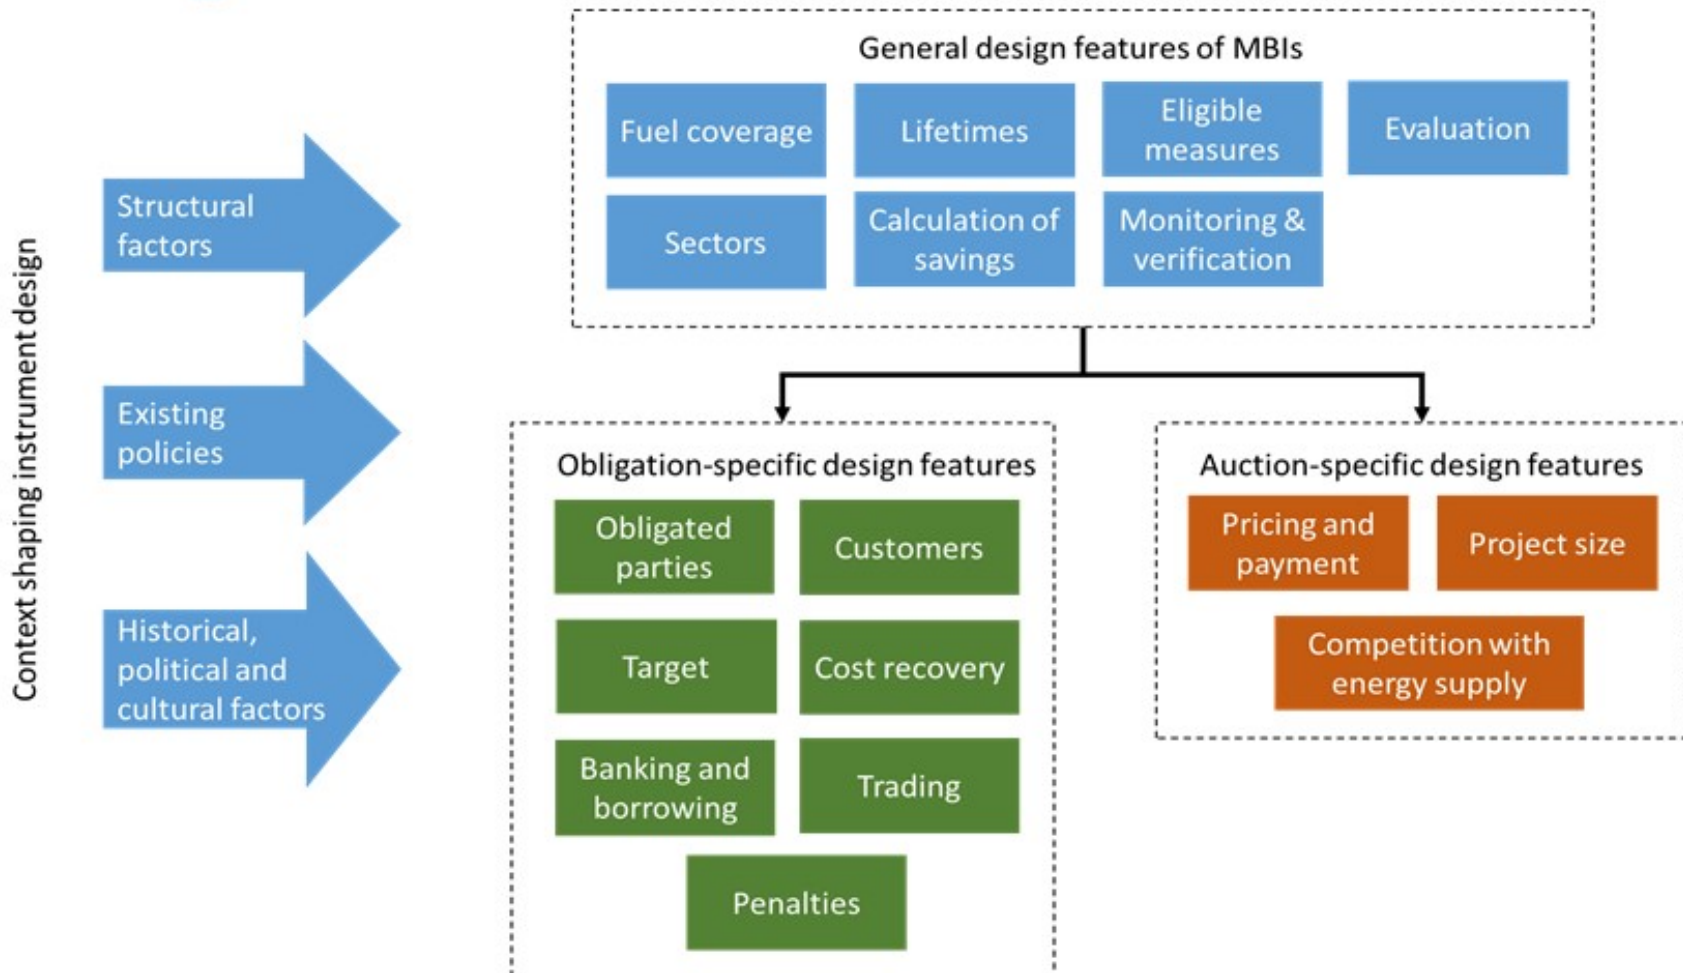 Context shaping instrument design
Structural
factors
Existing
policies
Historical,
political and
cultural factors
General design features of MBIs
Fuel coverage
Lifetimes
Eligible
measures
Evaluation
Sectors
Calculation of
savings
Monitoring &
verification
Obligation-specific design features
Obligated
parties
Customers
Target
Cost recovery
Banking and
borrowing
Trading
Penalties
Auction-specific design features
Pricing and
payment
Project size
Competition with
energy supply